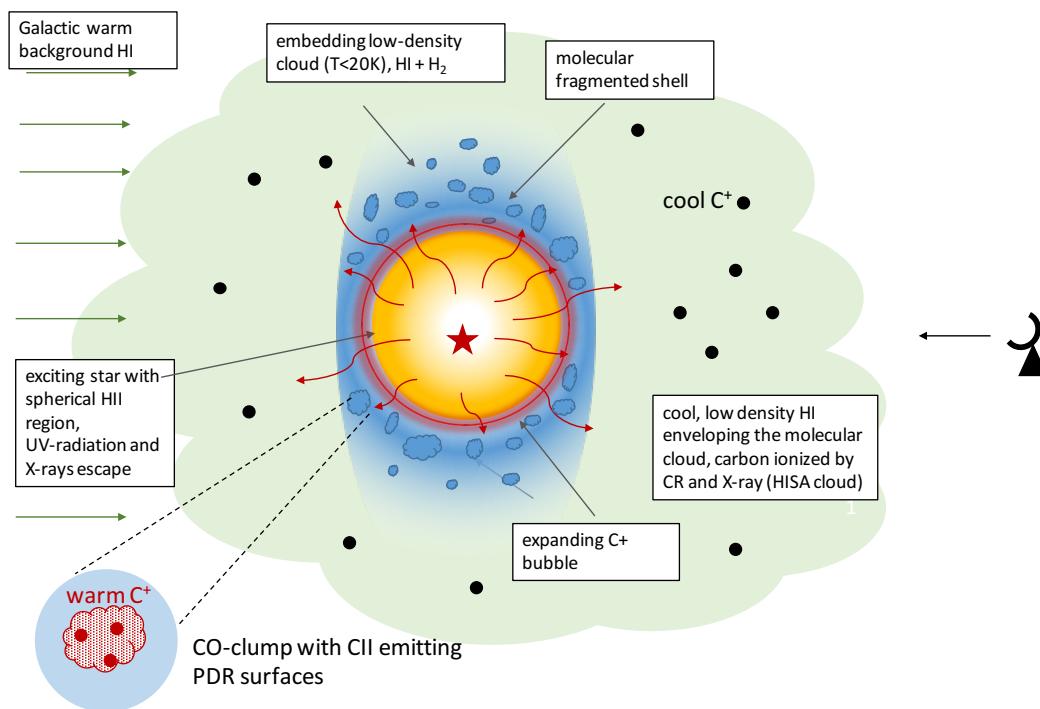 Galactic warm
background HI
embedding low-density
cloud (T<20K), HI + H₂
molecular
fragmented shell
cool C⁺
exciting star with
spherical HII
region,
UV-radiation and
X-rays escape
cool, low density HI
enveloping the molecular
cloud, carbon ionized by
CR and X-ray (HISA cloud)
1
expanding C+
bubble
warm C⁺
CO-clump with CII emitting
PDR surfaces